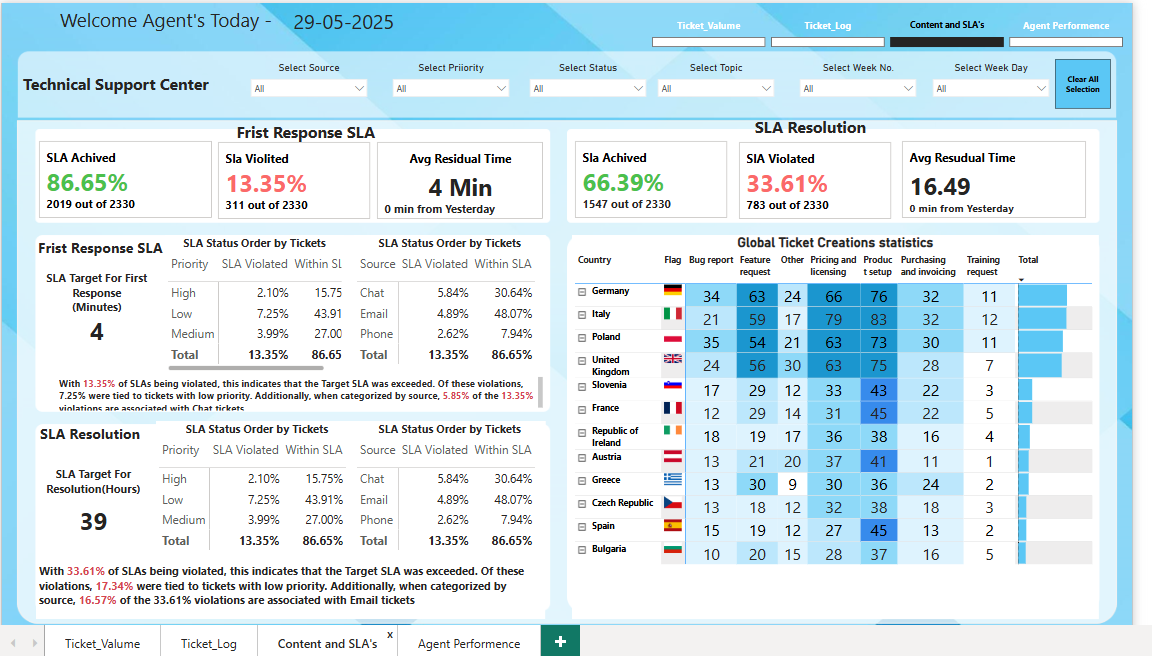 Welcome Agent's Today - 29-05-2025
Ticket_Valume Ticket_Log Content and SLA's Agent Performence
Technical Support Center
Select Source Select Priiority Select Status Select Topic Select Week No. Select Week Day
All All All All All All
Clear All
Selection
Frist Response SLA
SLA Achived
86.65%
2019 out of 2330
Sla Violited
13.35%
311 out of 2330
Avg Residual Time
4 Min
0 min from Yesterday
SLA Resolution
Sla Achived
66.39%
1547 out of 2330
SlA Violated
33.61%
783 out of 2330
Avg Resudual Time
16.49
0 min from Yesterday
Frist Response SLA
SLA Target For First
Response
(Minutes)
4
SLA Status Order by Tickets
Priority SLA Violated Within SL
High 2.10% 15.75
Low 7.25% 43.91
Medium 3.99% 27.00
Total 13.35% 86.65
SLA Status Order by Tickets
Source SLA Violated Within SLA
Chat 5.84% 30.64%
Email 4.89% 48.07%
Phone 2.62% 7.94%
Total 13.35% 86.65%
With 13.35% of SLAs being violated, this indicates that the Target SLA was exceeded. Of these violations,
7.25% were tied to tickets with low priority. Additionally, when categorized by source, 5.85% of the 13.35%
violations are associated with Chat tickets
SLA Resolution
SLA Target For
Resolution(Hours)
39
SLA Status Order by Tickets
Priority SLA Violated Within SLA
High 2.10% 15.75%
Low 7.25% 43.91%
Medium 3.99% 27.00%
Total 13.35% 86.65%
SLA Status Order by Tickets
Source SLA Violated Within SLA
Chat 5.84% 30.64%
Email 4.89% 48.07%
Phone 2.62% 7.94%
Total 13.35% 86.65%
With 33.61% of SLAs being violated, this indicates that the Target SLA was exceeded. Of these
violations, 17.34% were tied to tickets with low priority. Additionally, when categorized by
source, 16.57% of the 33.61% violations are associated with Email tickets
Global Ticket Creations statistics
Country Flag Bug report Feature Other Pricing and Produc Purchasing Training Total
request licensing t setup and invoicing request
Germany 34 63 24 66 76 32 11
Italy 21 59 17 79 83 32 12
Poland 35 54 21 63 73 30 11
United
Kingdom 24 56 30 63 75 28 7
Slovenia 17 29 12 33 43 22 3
France 12 29 14 31 45 22 5
Republic of
Ireland 18 19 17 36 38 16 4
Austria 13 21 20 37 41 11 1
Greece 13 30 9 30 36 24 2
Czech Republic 13 18 12 32 38 18 3
Spain 15 19 12 27 45 13 2
Bulgaria 10 20 15 28 37 16 5
Ticket_Valume Ticket_Log Content and SLA's x Agent Performence +